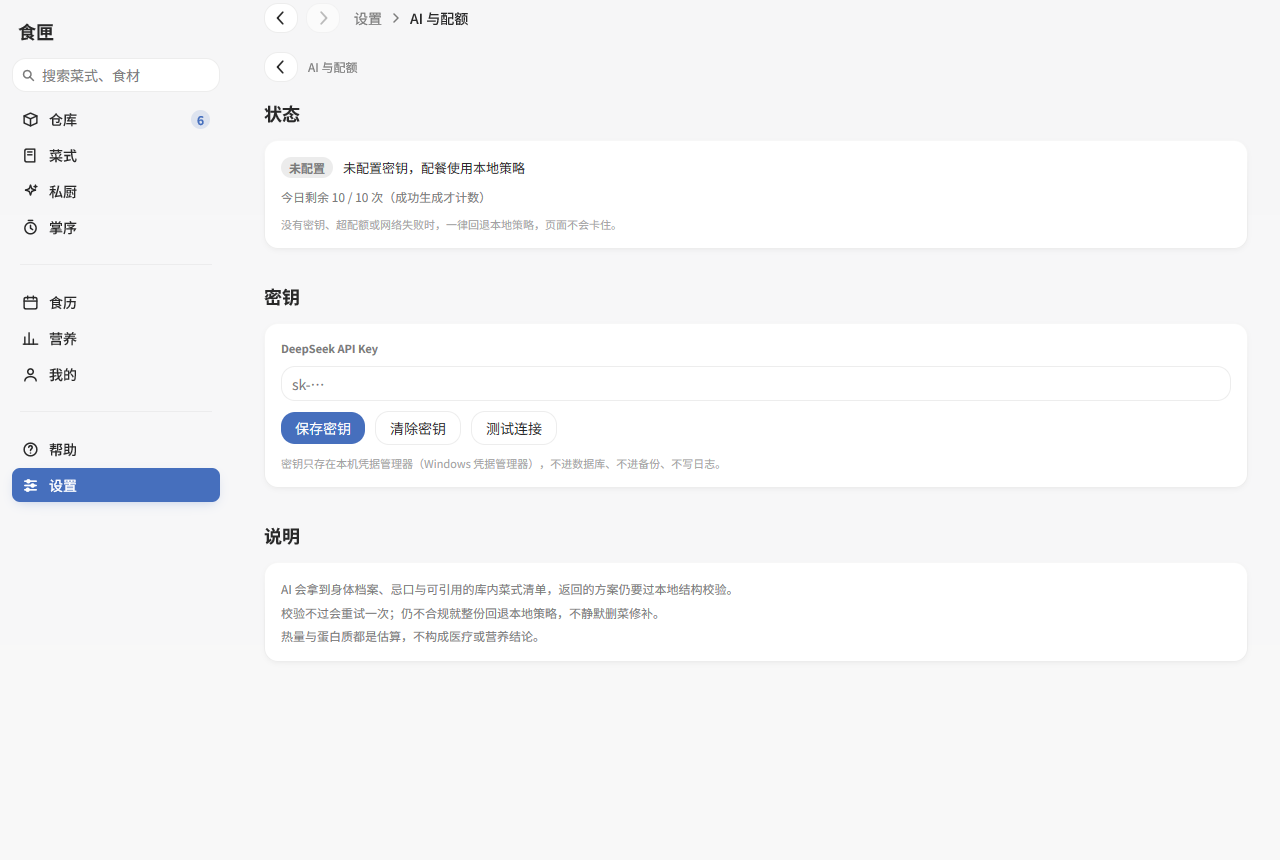 食匣
搜索菜式、食材
仓库 6
菜式
私厨
掌序
食历
营养
我的
帮助
设置
设置 AI 与配额
AI 与配额
状态
未配置 未配置密钥，配餐使用本地策略
今日剩余 10 / 10 次（成功生成才计数）
没有密钥、超配额或网络失败时，一律回退本地策略，页面不会卡住。
密钥
DeepSeek API Key
sk-…
保存密钥 清除密钥 测试连接
密钥只存在本机凭据管理器（Windows 凭据管理器），不进数据库、不进备份、不写日志。
说明
AI 会拿到身体档案、忌口与可引用的库内菜式清单，返回的方案仍要过本地结构校验。
校验不过会重试一次；仍不合规就整份回退本地策略，不静默删菜修补。
热量与蛋白质都是估算，不构成医疗或营养结论。